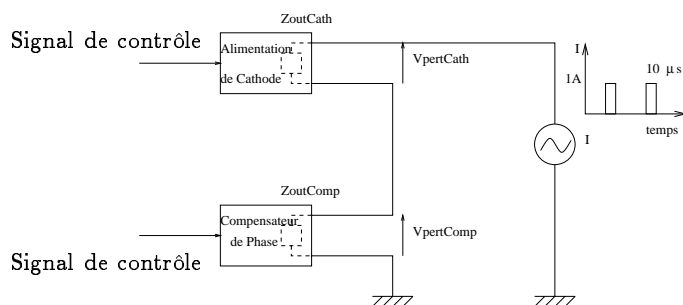 ZoutCath
Signal de contrôle
Alimentation
de Cathode
VpertCath
I
1A
10 μs
temps
I
ZoutComp
Compensateur
de Phase
VpertComp
Signal de contrôle